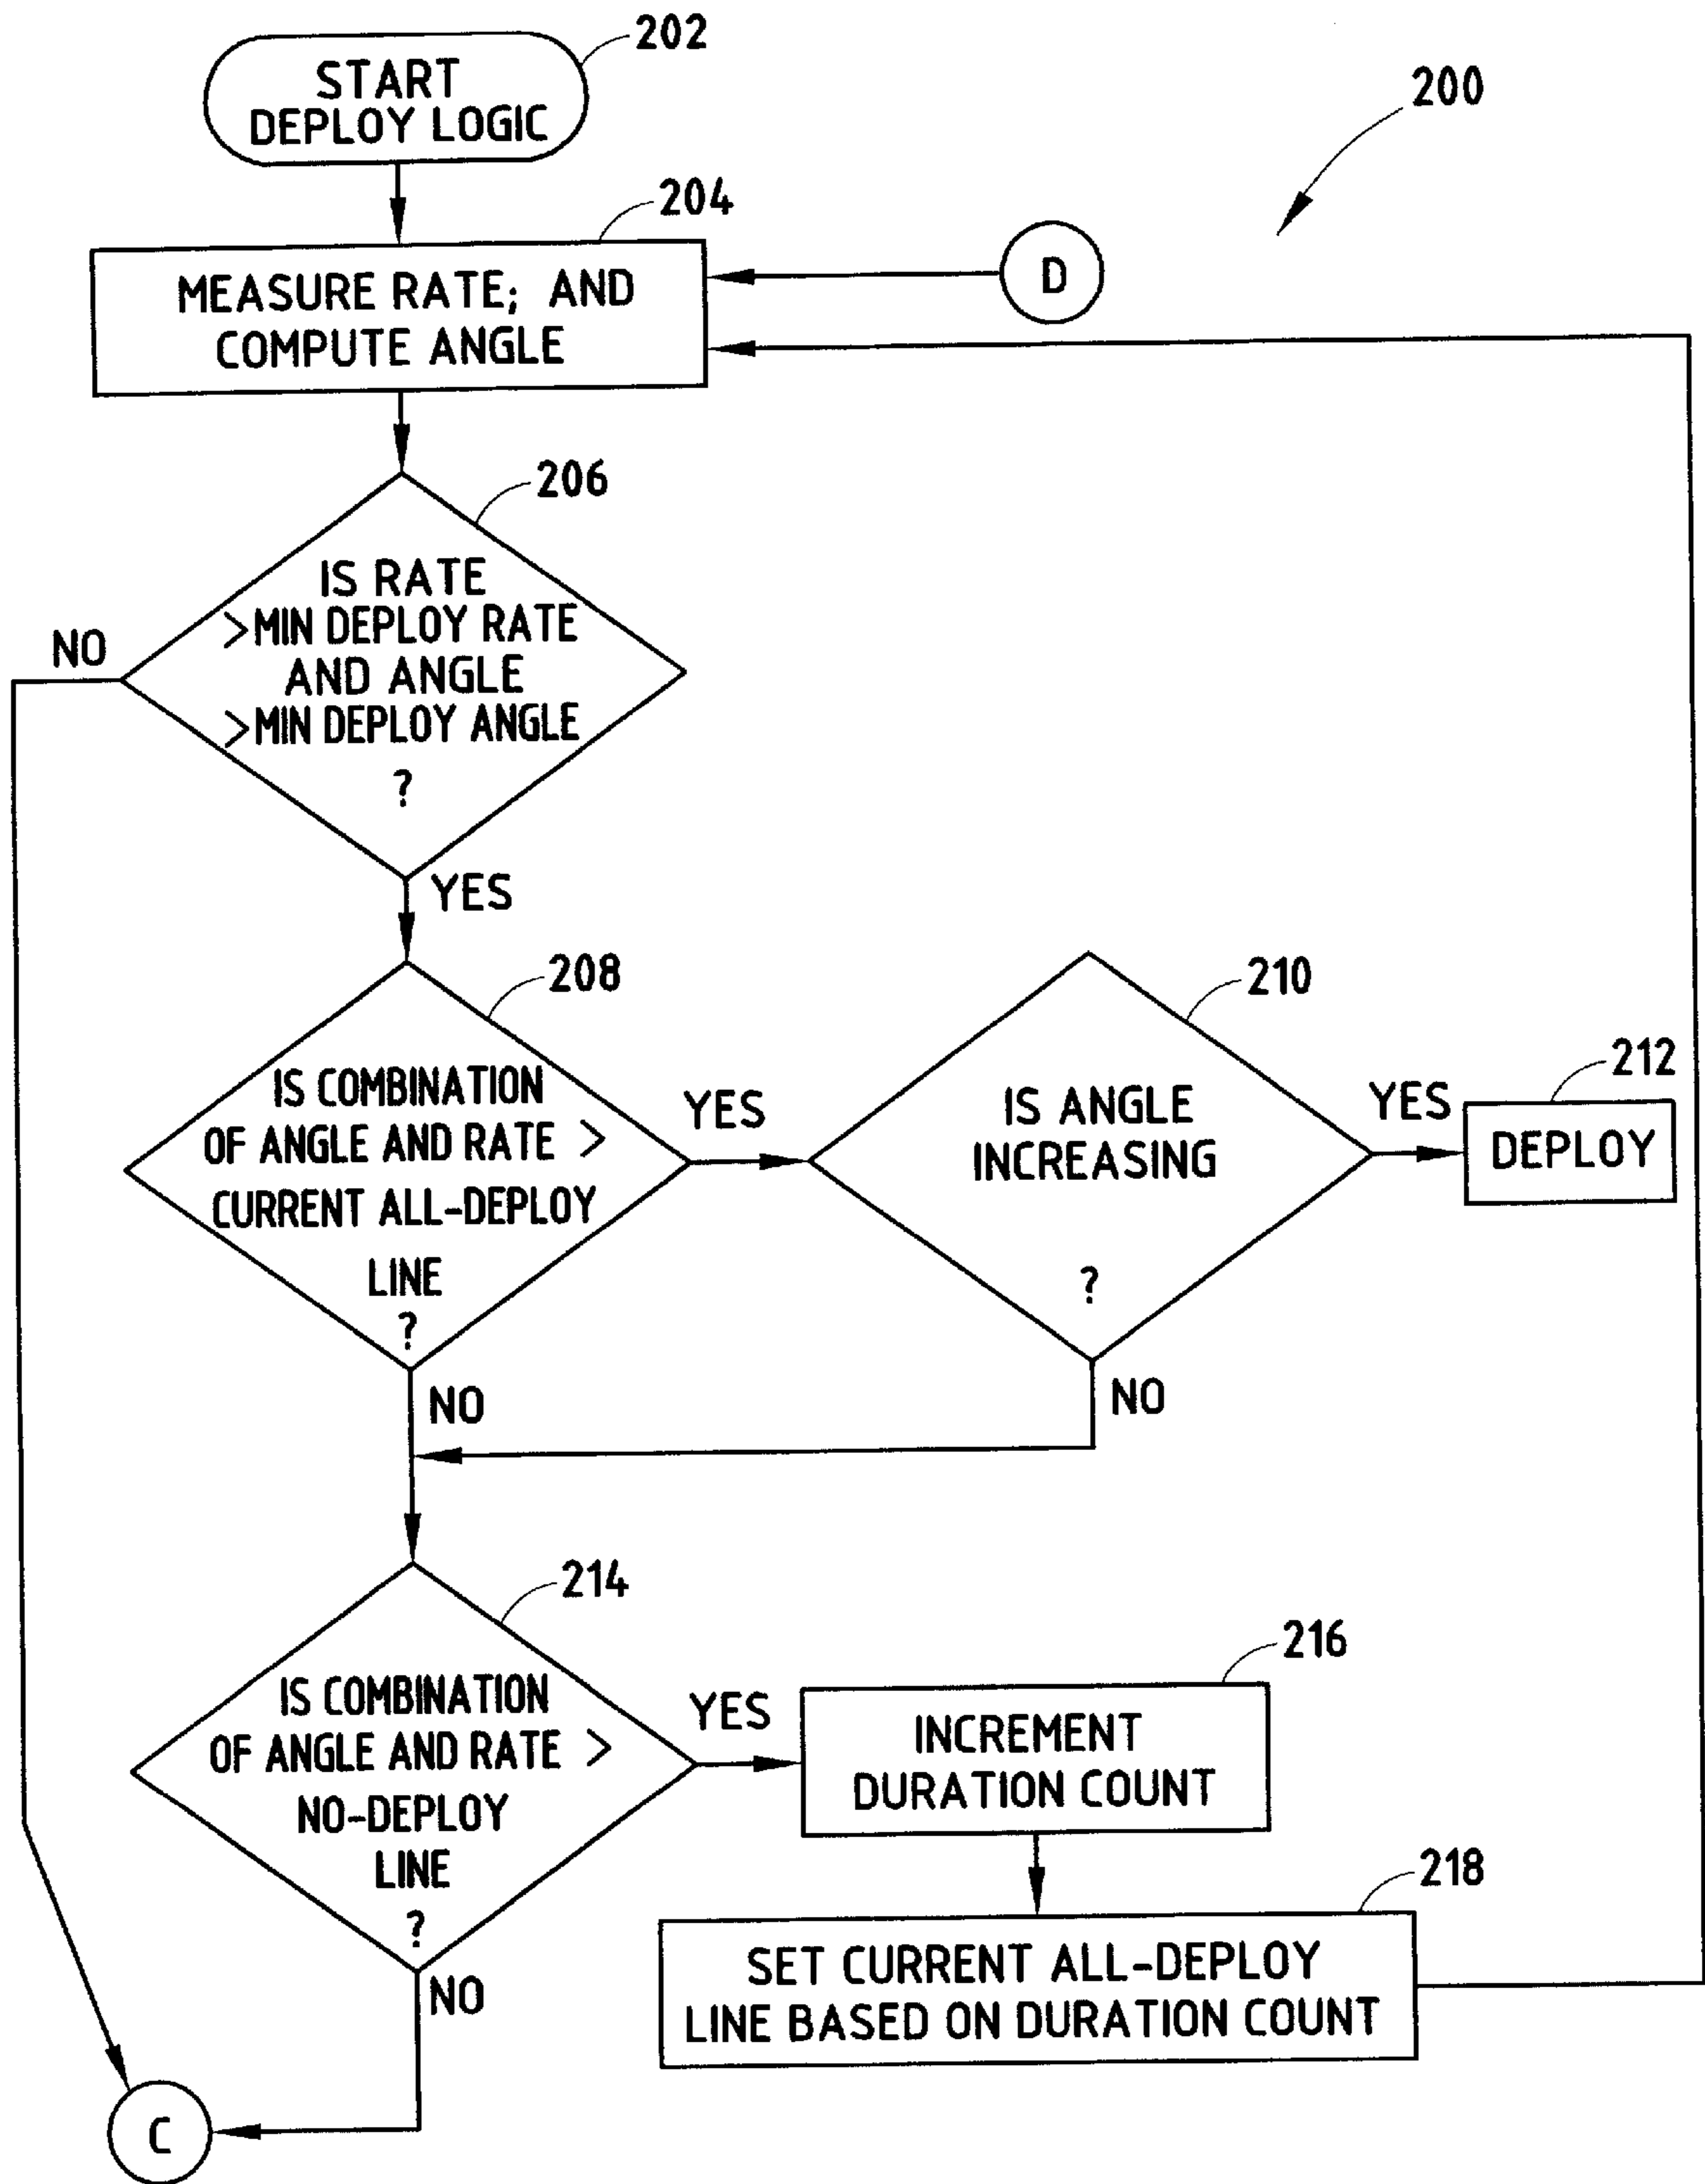 202
START
DEPLOY LOGIC
200
204
MEASURE RATE; AND
COMPUTE ANGLE
D
206
IS RATE
>MIN DEPLOY RATE
AND ANGLE
>MIN DEPLOY ANGLE
?
NO
YES
208
IS COMBINATION
OF ANGLE AND RATE >
CURRENT ALL-DEPLOY
LINE
?
YES
NO
210
IS ANGLE
INCREASING
?
YES
NO
212
DEPLOY
214
IS COMBINATION
OF ANGLE AND RATE >
NO-DEPLOY
LINE
?
YES
NO
216
INCREMENT
DURATION COUNT
218
SET CURRENT ALL-DEPLOY
LINE BASED ON DURATION COUNT
C